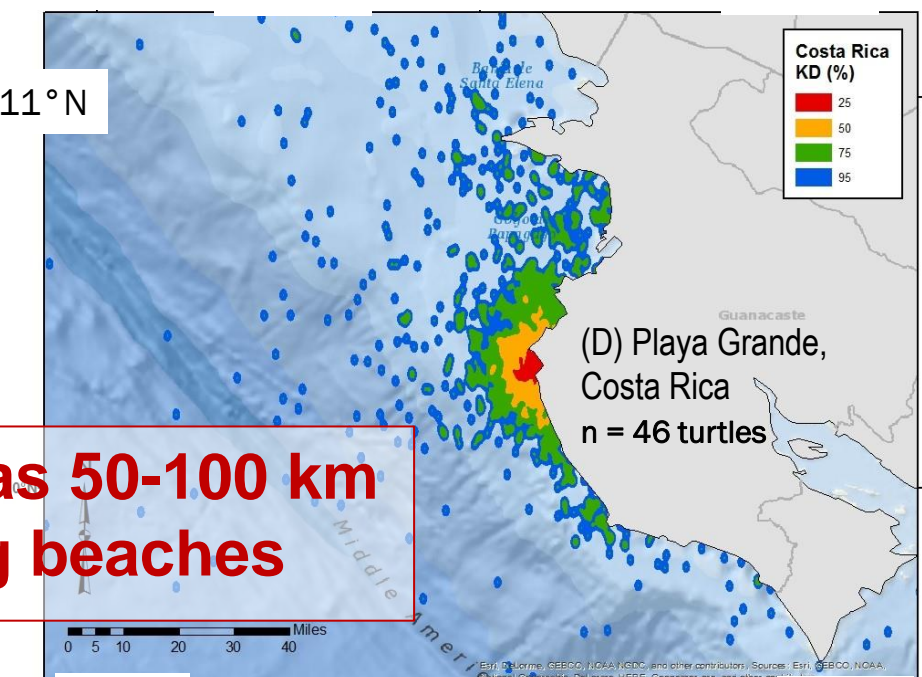 11°N
Banco de
Santa Elena
Costa Rica
KD (%)
25
50
75
95
Golfo de
Papagayo
Guanacaste
(D) Playa Grande,
Costa Rica
n = 46 turtles
as 50-100 km
g beaches
N
Middle Ameri
Miles
0 5 10 20 30 40
Esri, DeLorme, GEBCO, NOAA NGDC, and other contributors, Sources: Esri, GEBCO, NOAA,